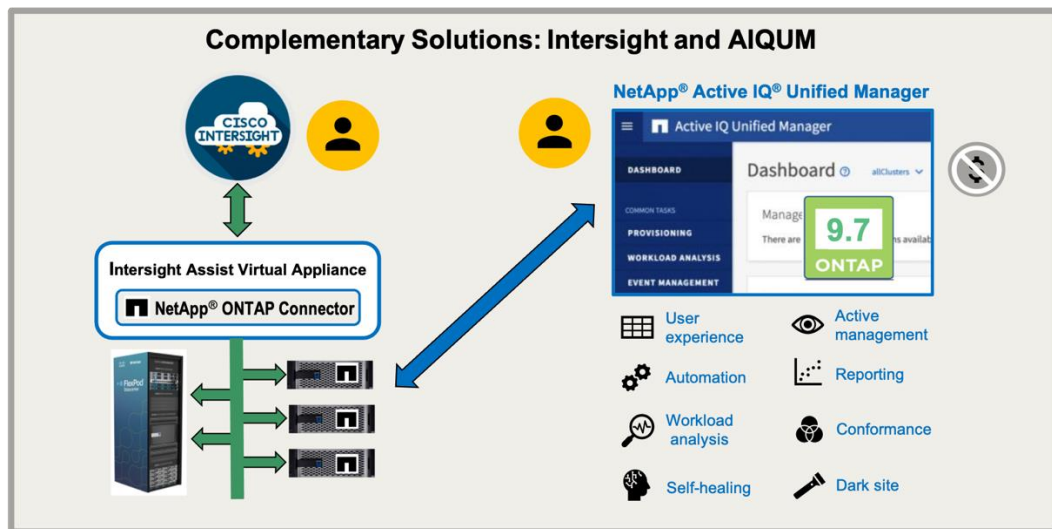 Complementary Solutions: Intersight and AIQUM
CISCO
INTERSIGHT
Intersight Assist Virtual Appliance
NetApp® ONTAP Connector
FlexPod
NetApp® Active IQ® Unified Manager
Active IQ Unified Manager
DASHBOARD
COMMON TASKS
PROVISIONING
WORKLOAD ANALYSIS
EVENT MANAGEMENT
Dashboard
allClusters
Manage
There are
ns availab
9.7
ONTAP
$
User
experience
Active
management
Automation
Reporting
Workload
analysis
Conformance
Self-healing
Dark site